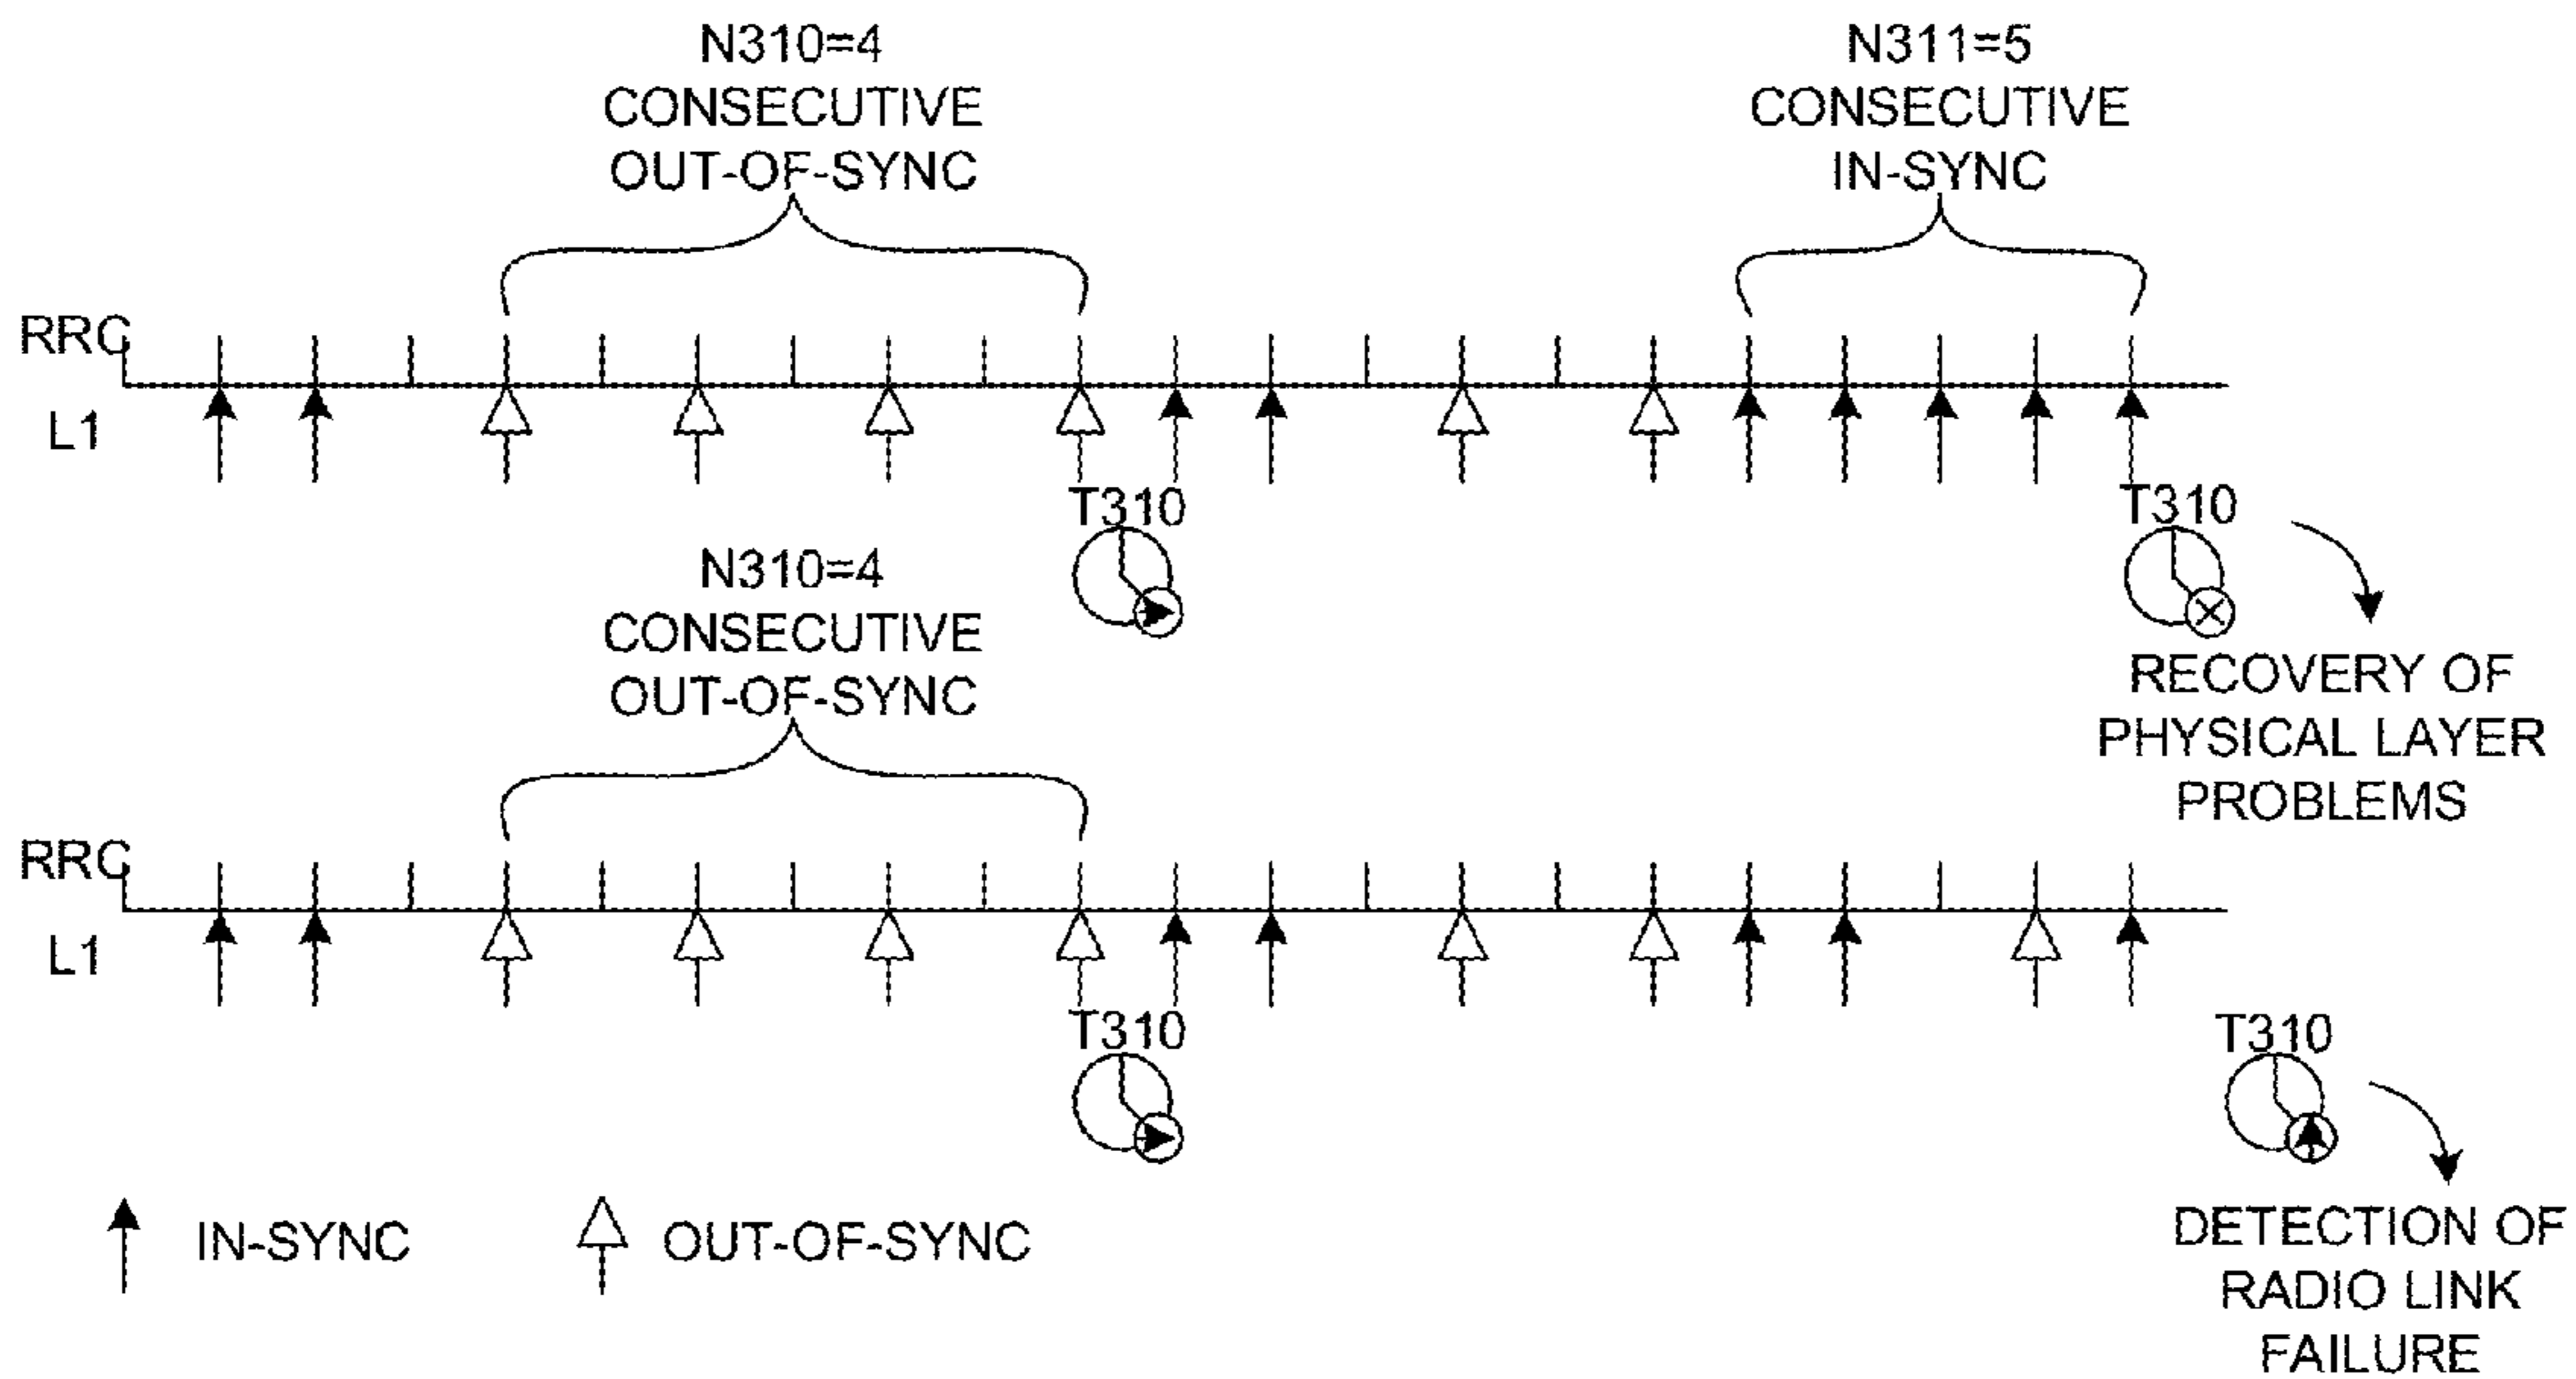 N310=4
CONSECUTIVE
OUT-OF-SYNC
N311=5
CONSECUTIVE
IN-SYNC
RRC
L1
T310
T310
RECOVERY OF
PHYSICAL LAYER
PROBLEMS
N310=4
CONSECUTIVE
OUT-OF-SYNC
RRC
L1
T310
T310
DETECTION OF
RADIO LINK
FAILURE
IN-SYNC
OUT-OF-SYNC